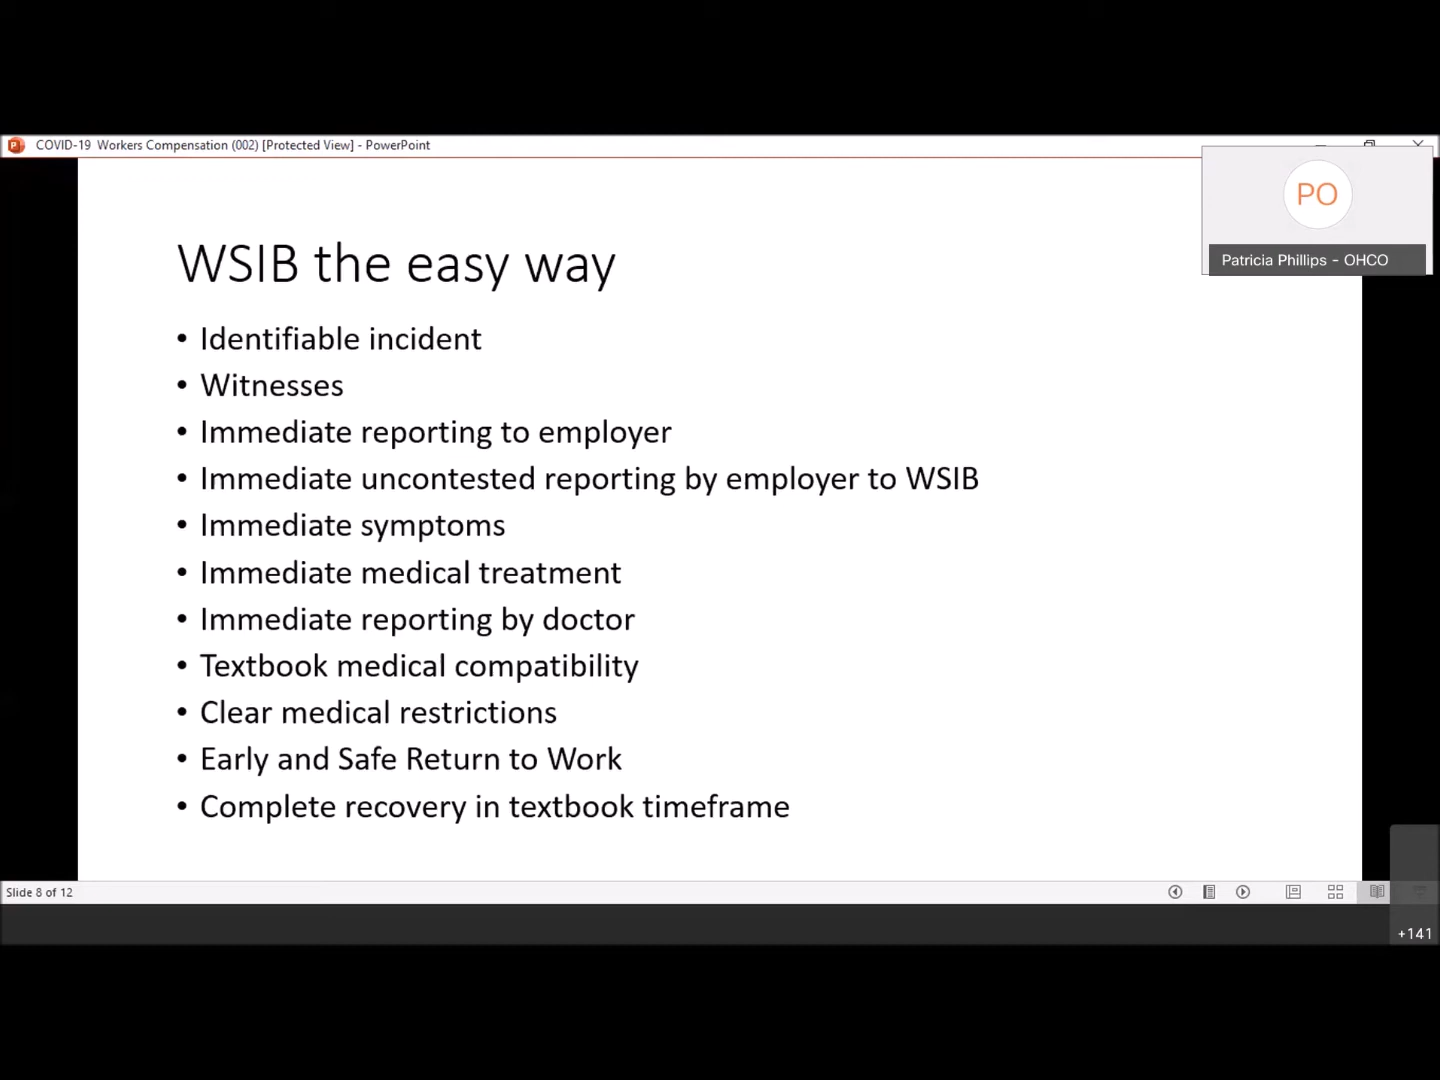 COVID-19 Workers Compensation (002) [Protected View] - PowerPoint
PO
Patricia Phillips - OHCO
WSIB the easy way
• Identifiable incident
• Witnesses
• Immediate reporting to employer
• Immediate uncontested reporting by employer to WSIB
• Immediate symptoms
• Immediate medical treatment
• Immediate reporting by doctor
• Textbook medical compatibility
• Clear medical restrictions
• Early and Safe Return to Work
• Complete recovery in textbook timeframe
Slide 8 of 12
+141